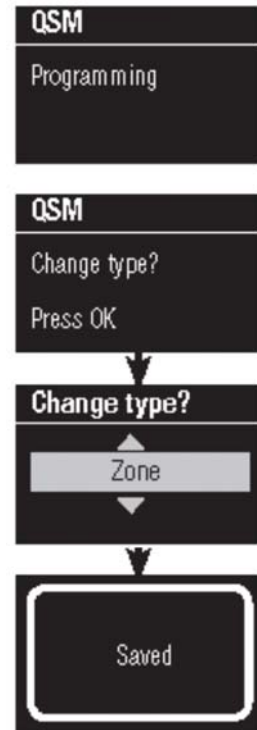 QSM
Programming
QSM
Change type?
Press OK
Change type?
Zone
Saved